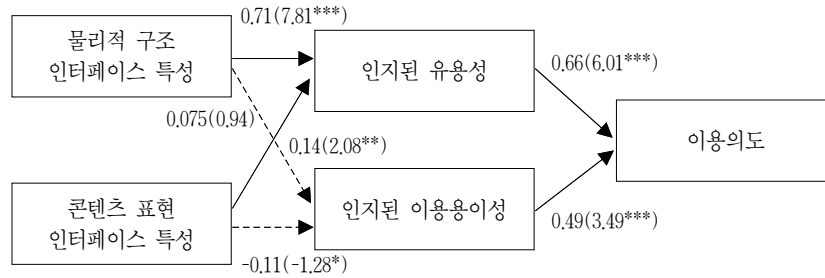 0.71(7.81***)
물리적 구조
인터페이스 특성
인지된 유용성
0.66(6.01***)
0.075(0.94)
이용의도
0.14(2.08**)
콘텐츠 표현
인터페이스 특성
인지된 이용용이성
0.49(3.49***)
-0.11(-1.28*)